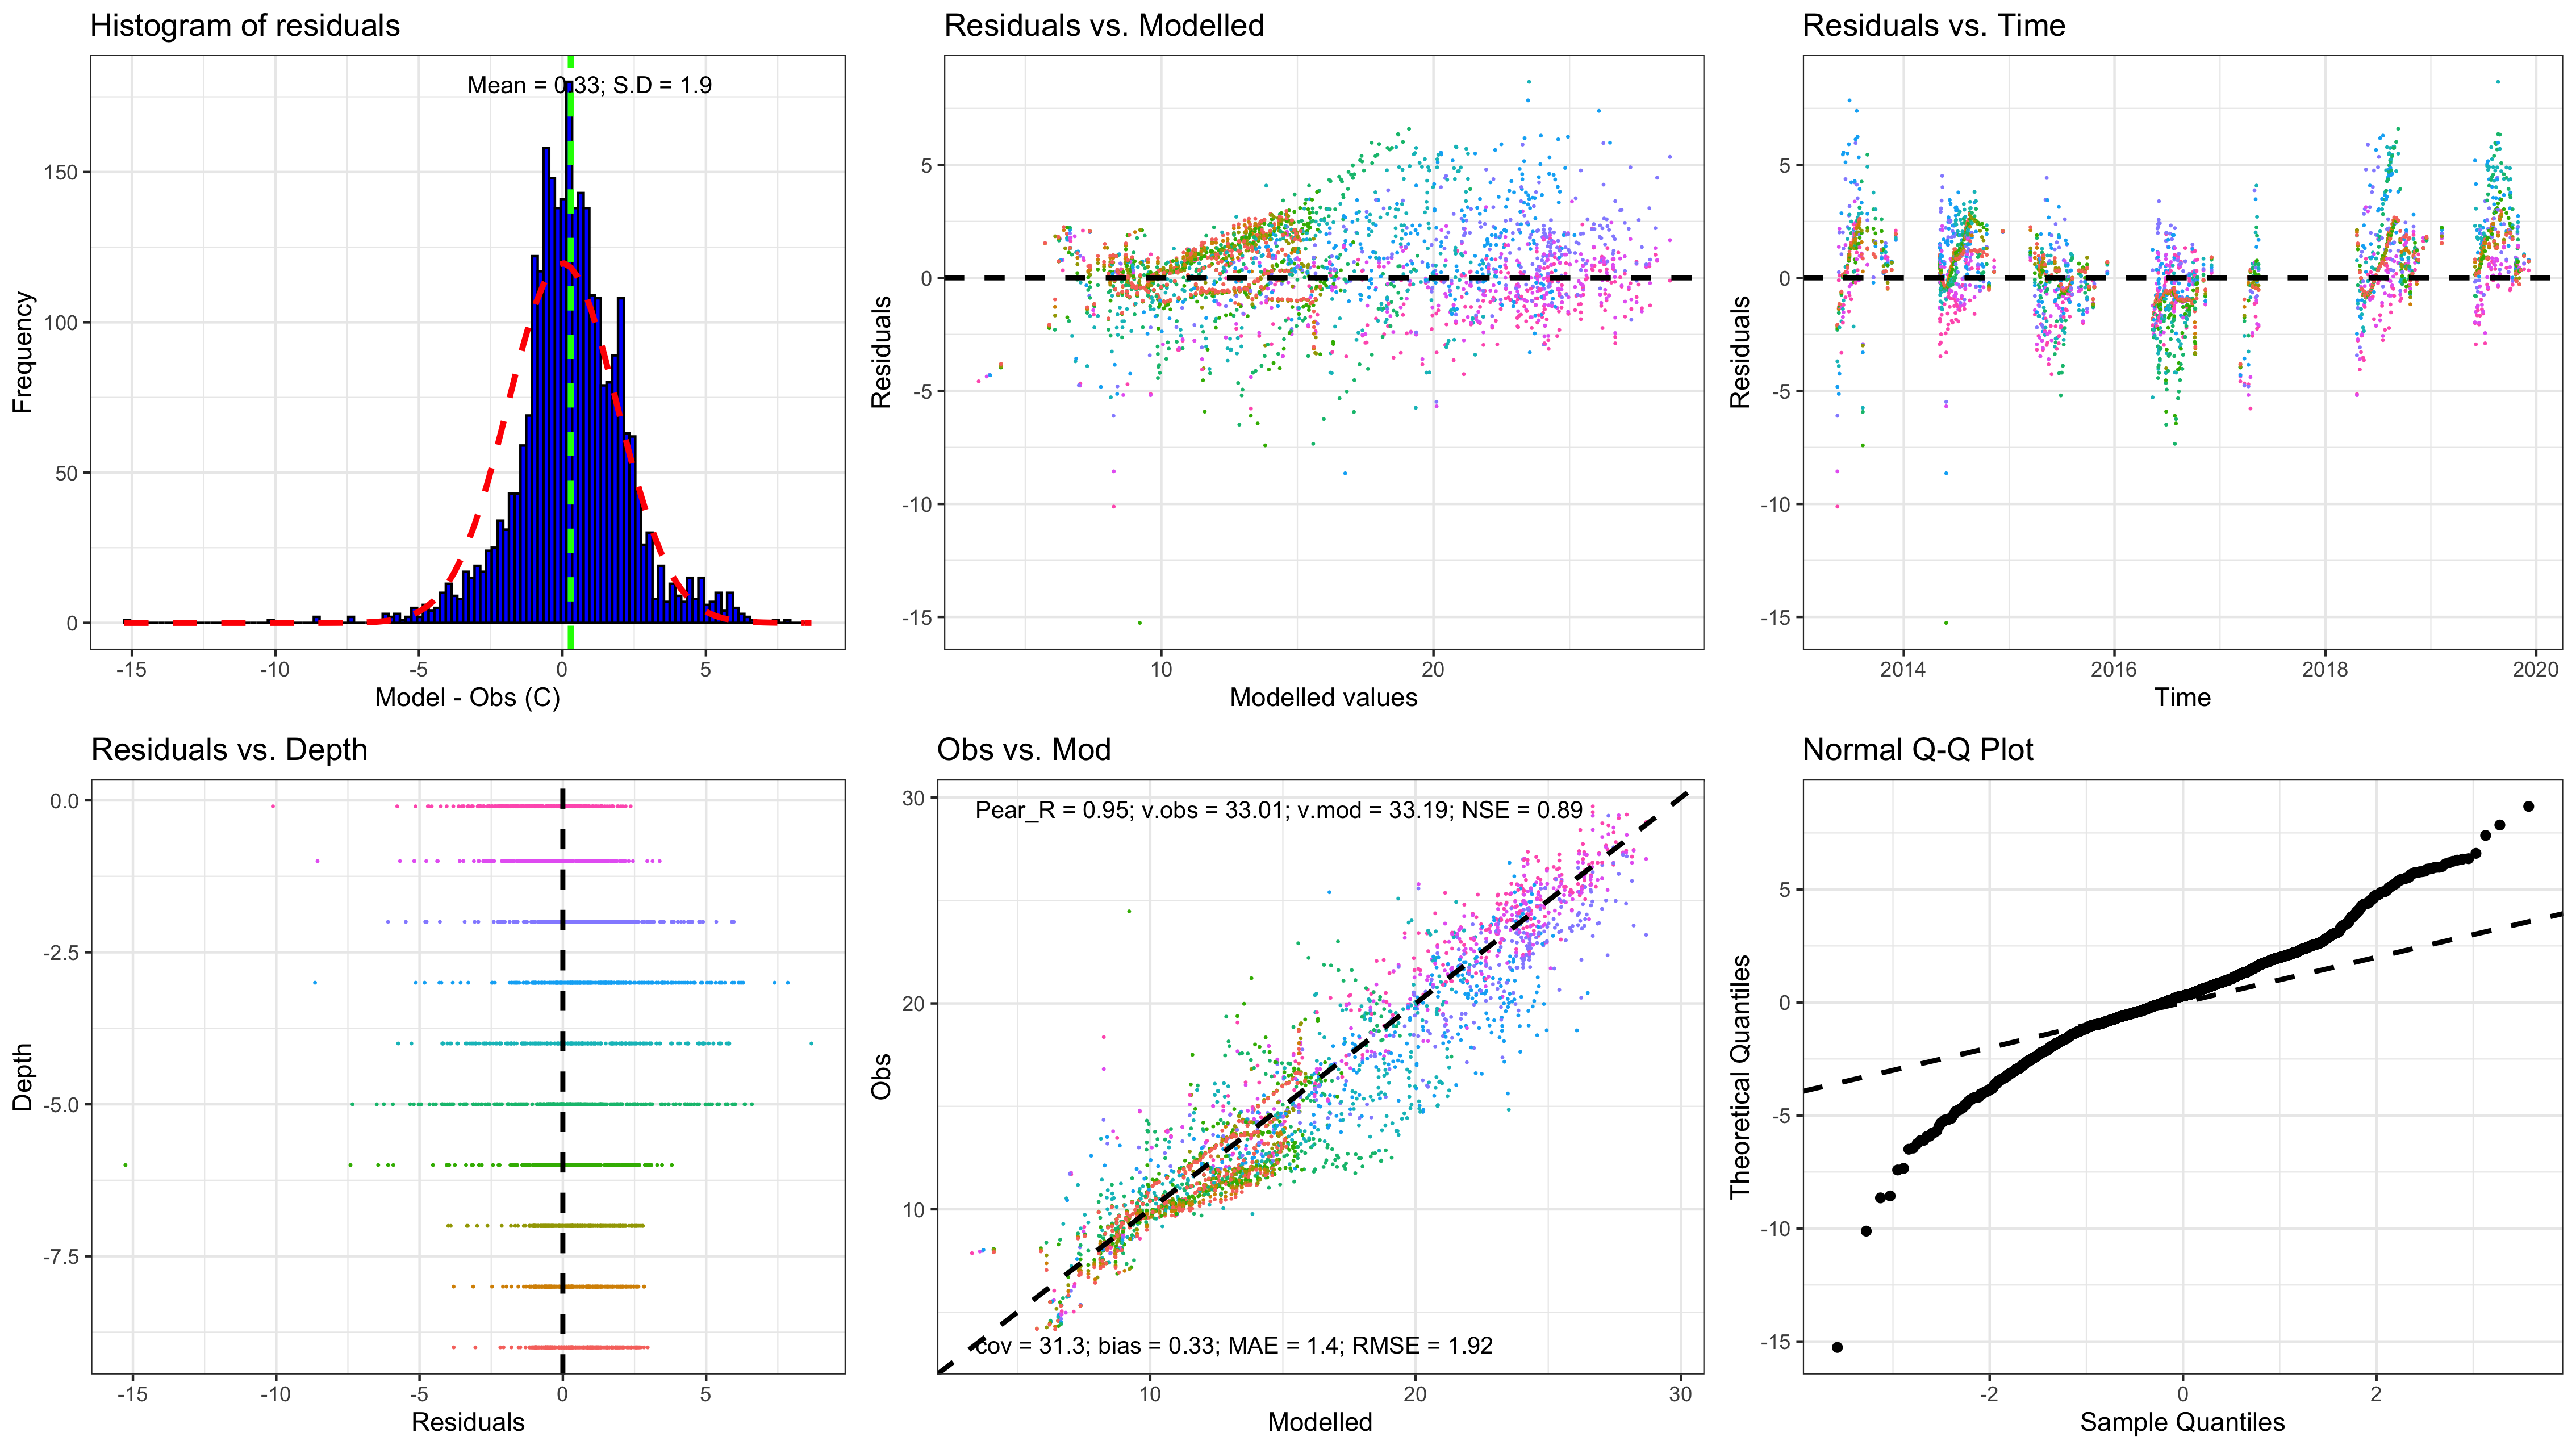 Histogram of residuals
Mean = 0.33; S.D = 1.9
150
100
50
0
Frequency
-15 -10 -5 0 5
Model - Obs (C)
Residuals vs. Modelled
5
0
-5
-10
-15
Residuals
10 20
Modelled values
Residuals vs. Time
5
0
-5
-10
-15
Residuals
2014 2016 2018 2020
Time
Residuals vs. Depth
0.0
-2.5
-5.0
-7.5
Depth
-15 -10 -5 0 5
Residuals
Obs vs. Mod
Pear_R = 0.95; v.obs = 33.01; v.mod = 33.19; NSE = 0.89
30
20
10
Obs
cov = 31.3; bias = 0.33; MAE = 1.4; RMSE = 1.92
10 20 30
Modelled
Normal Q-Q Plot
5
0
-5
-10
-15
Theoretical Quantiles
-2 0 2
Sample Quantiles